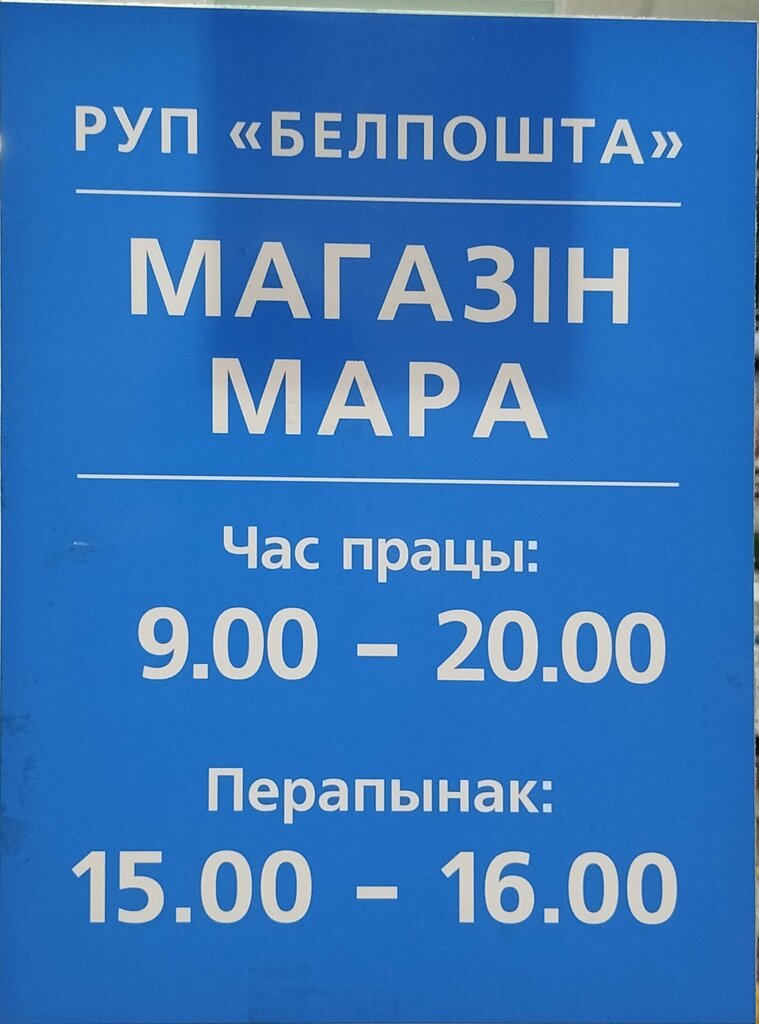 РУП «БЕЛПОШТА»
МАГАЗІН
МАРА
Час працы:
9.00 – 20.00
Перапынак:
15.00 – 16.00